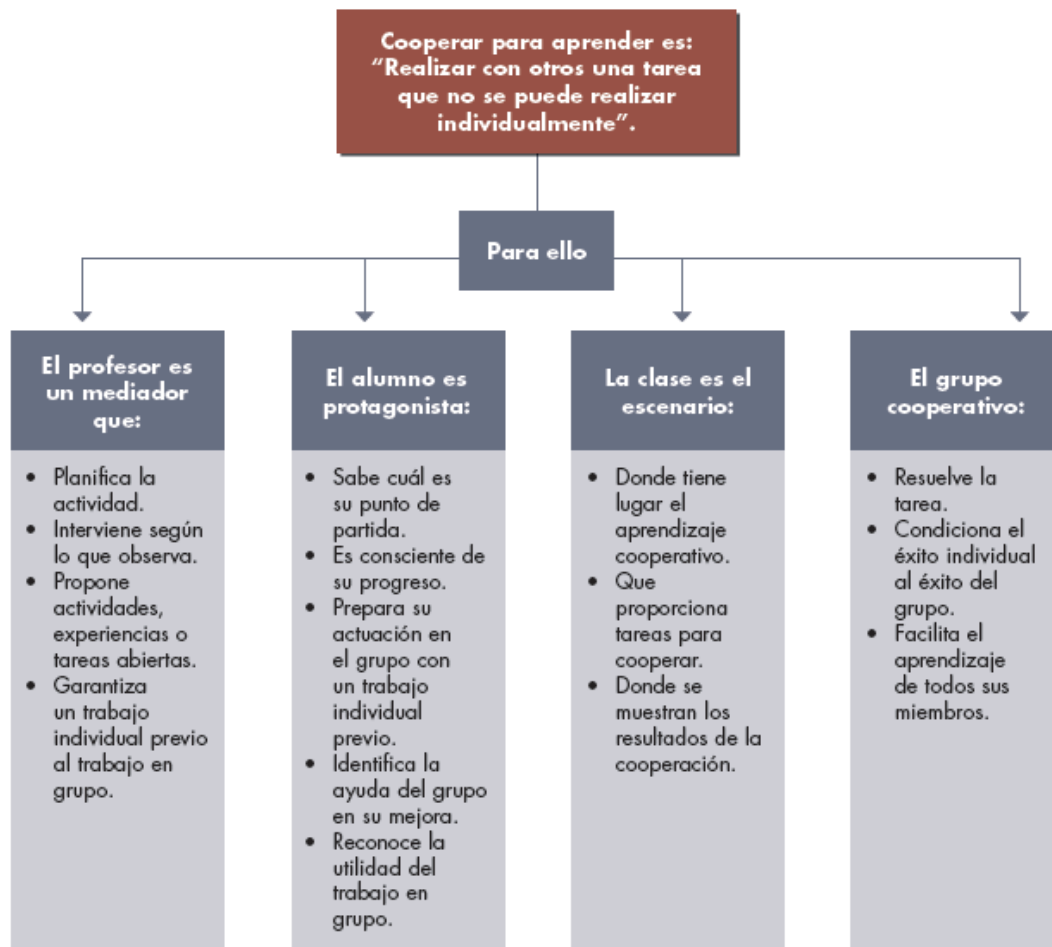 Cooperar para aprender es:
“Realizar con otros una tarea
que no se puede realizar
individualmente”.
Para ello
El profesor es
un mediador
que:
• Planifica la
actividad.
• Interviene según
lo que observa.
• Propone
actividades,
experiencias o
tareas abiertas.
• Garantiza
un trabajo
individual previo
al trabajo en
grupo.
El alumno es
protagonista:
• Sabe cuál es
su punto de
partida.
• Es consciente de
su progreso.
• Prepara su
actuación en
el grupo con
un trabajo
individual
previo.
• Identifica la
ayuda del grupo
en su mejora.
• Reconoce la
utilidad del
trabajo en
grupo.
La clase es el
escenario:
• Donde tiene
lugar el
aprendizaje
cooperativo.
• Que
proporciona
tareas para
cooperar.
• Donde se
muestran los
resultados de la
cooperación.
El grupo
cooperativo:
• Resuelve la
tarea.
• Condiciona el
éxito individual
al éxito del
grupo.
• Facilita el
aprendizaje
de todos sus
miembros.